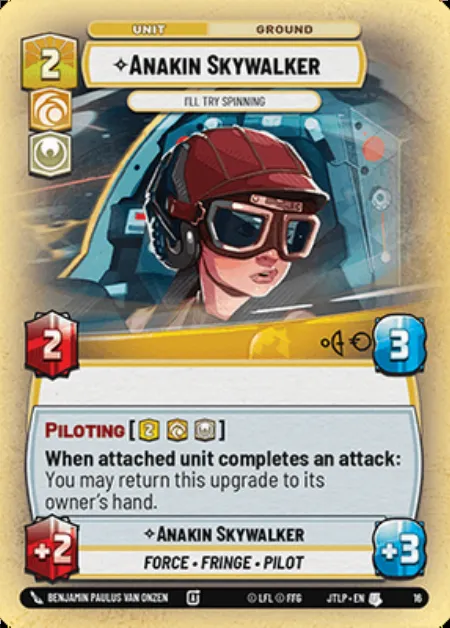 UNIT GROUND
2
✧ANAKIN SKYWALKER
I'LL TRY SPINNING
2
3
PILOTING [2]
When attached unit completes an attack:
You may return this upgrade to its
owner's hand.
✧ANAKIN SKYWALKER
+2
+3
FORCE • FRINGE • PILOT
BENJAMIN PAULUS VAN ONZEN Ⓒ LFL Ⓒ FFG JTLP • EN 16